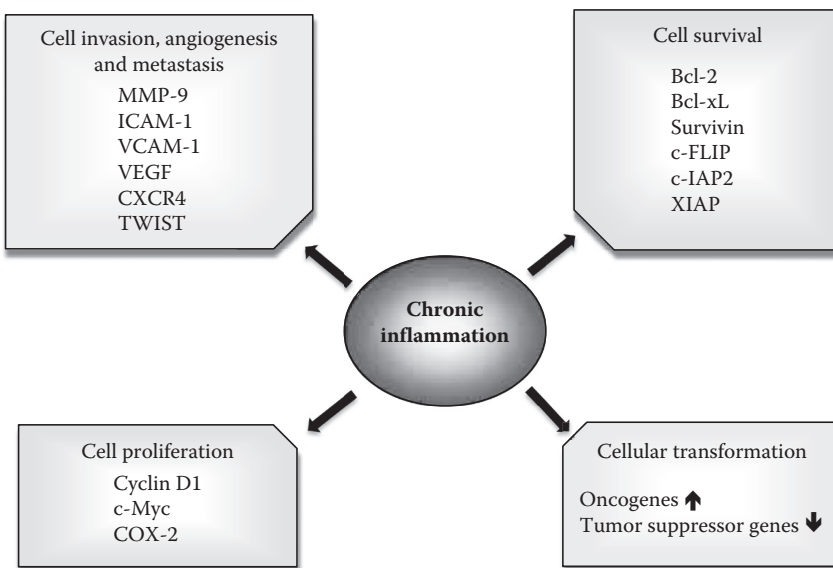 Cell invasion, angiogenesis
and metastasis
MMP-9
ICAM-1
VCAM-1
VEGF
CXCR4
TWIST
Cell survival
Bcl-2
Bcl-xL
Survivin
c-FLIP
c-IAP2
XIAP
Chronic
inflammation
Cell proliferation
Cyclin D1
c-Myc
COX-2
Cellular transformation
Oncogenes
Tumor suppressor genes